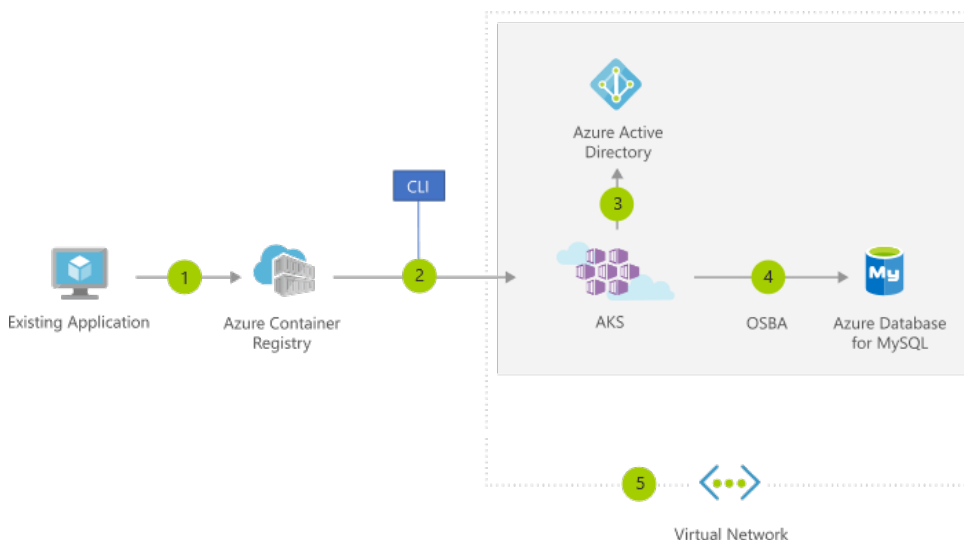 Azure Active
Directory
CLI
3
1
2
4
My
Existing Application
Azure Container
Registry
AKS
OSBA
Azure Database
for MySQL
5
Virtual Network